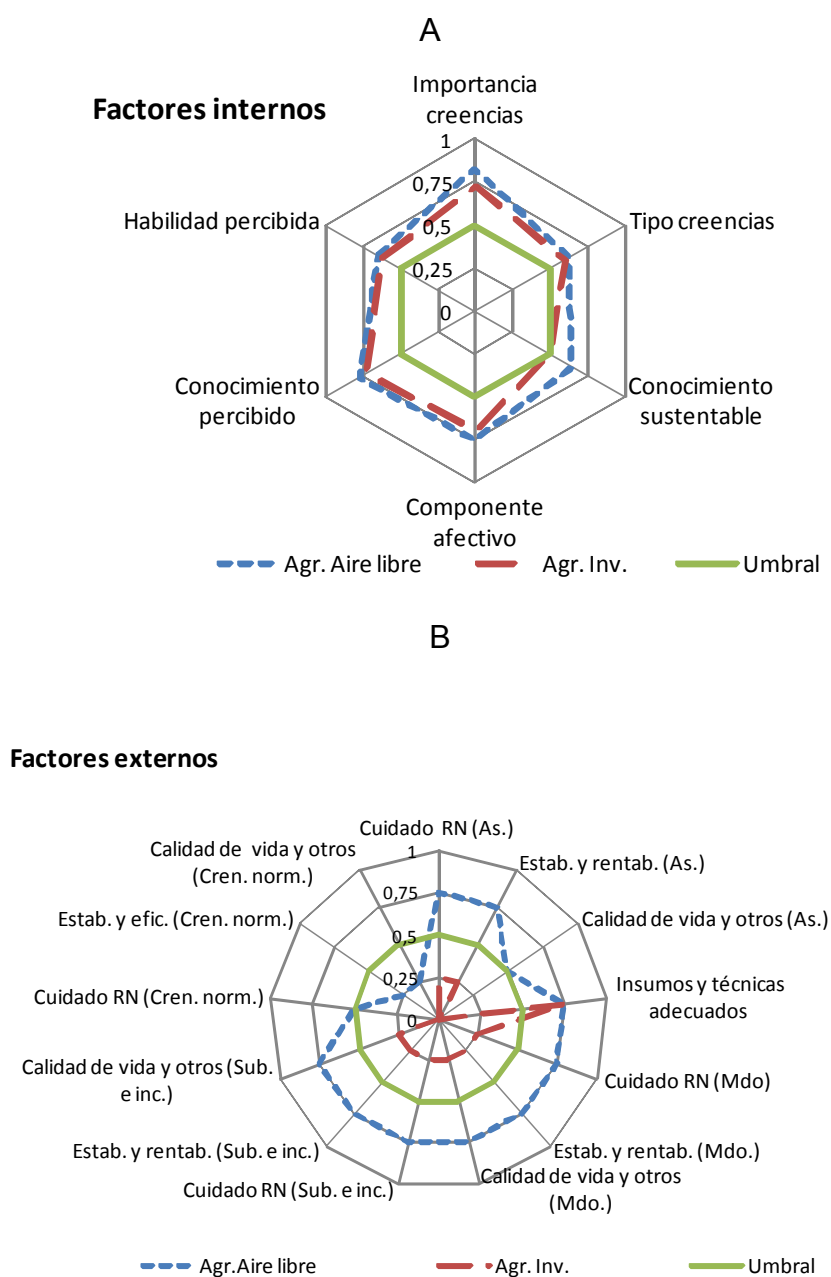 A
Factores internos
Importancia
creencias
1
0,75
0,5
0,25
0
Habilidad percibida
Tipo creencias
Conocimiento
percibido
Conocimiento
sustentable
Componente
afectivo
Agr. Aire libre
Agr. Inv.
Umbral
B
Factores externos
Cuidado RN (As.)
Calidad de vida y otros
(Cren. norm.)
1
Estab. y rentab. (As.)
0,75
Estab. y efic. (Cren. norm.)
Calidad de vida y otros (As.)
0,5
0,25
Cuidado RN (Cren. norm.)
Insumos y técnicas
adecuados
0
Calidad de vida y otros (Sub.
e inc.)
Cuidado RN (Mdo)
Estab. y rentab. (Sub. e inc.)
Estab. y rentab. (Mdo.)
Cuidado RN (Sub. e inc.)
Calidad de vida y otros
(Mdo.)
Agr.Aire libre
Agr. Inv.
Umbral